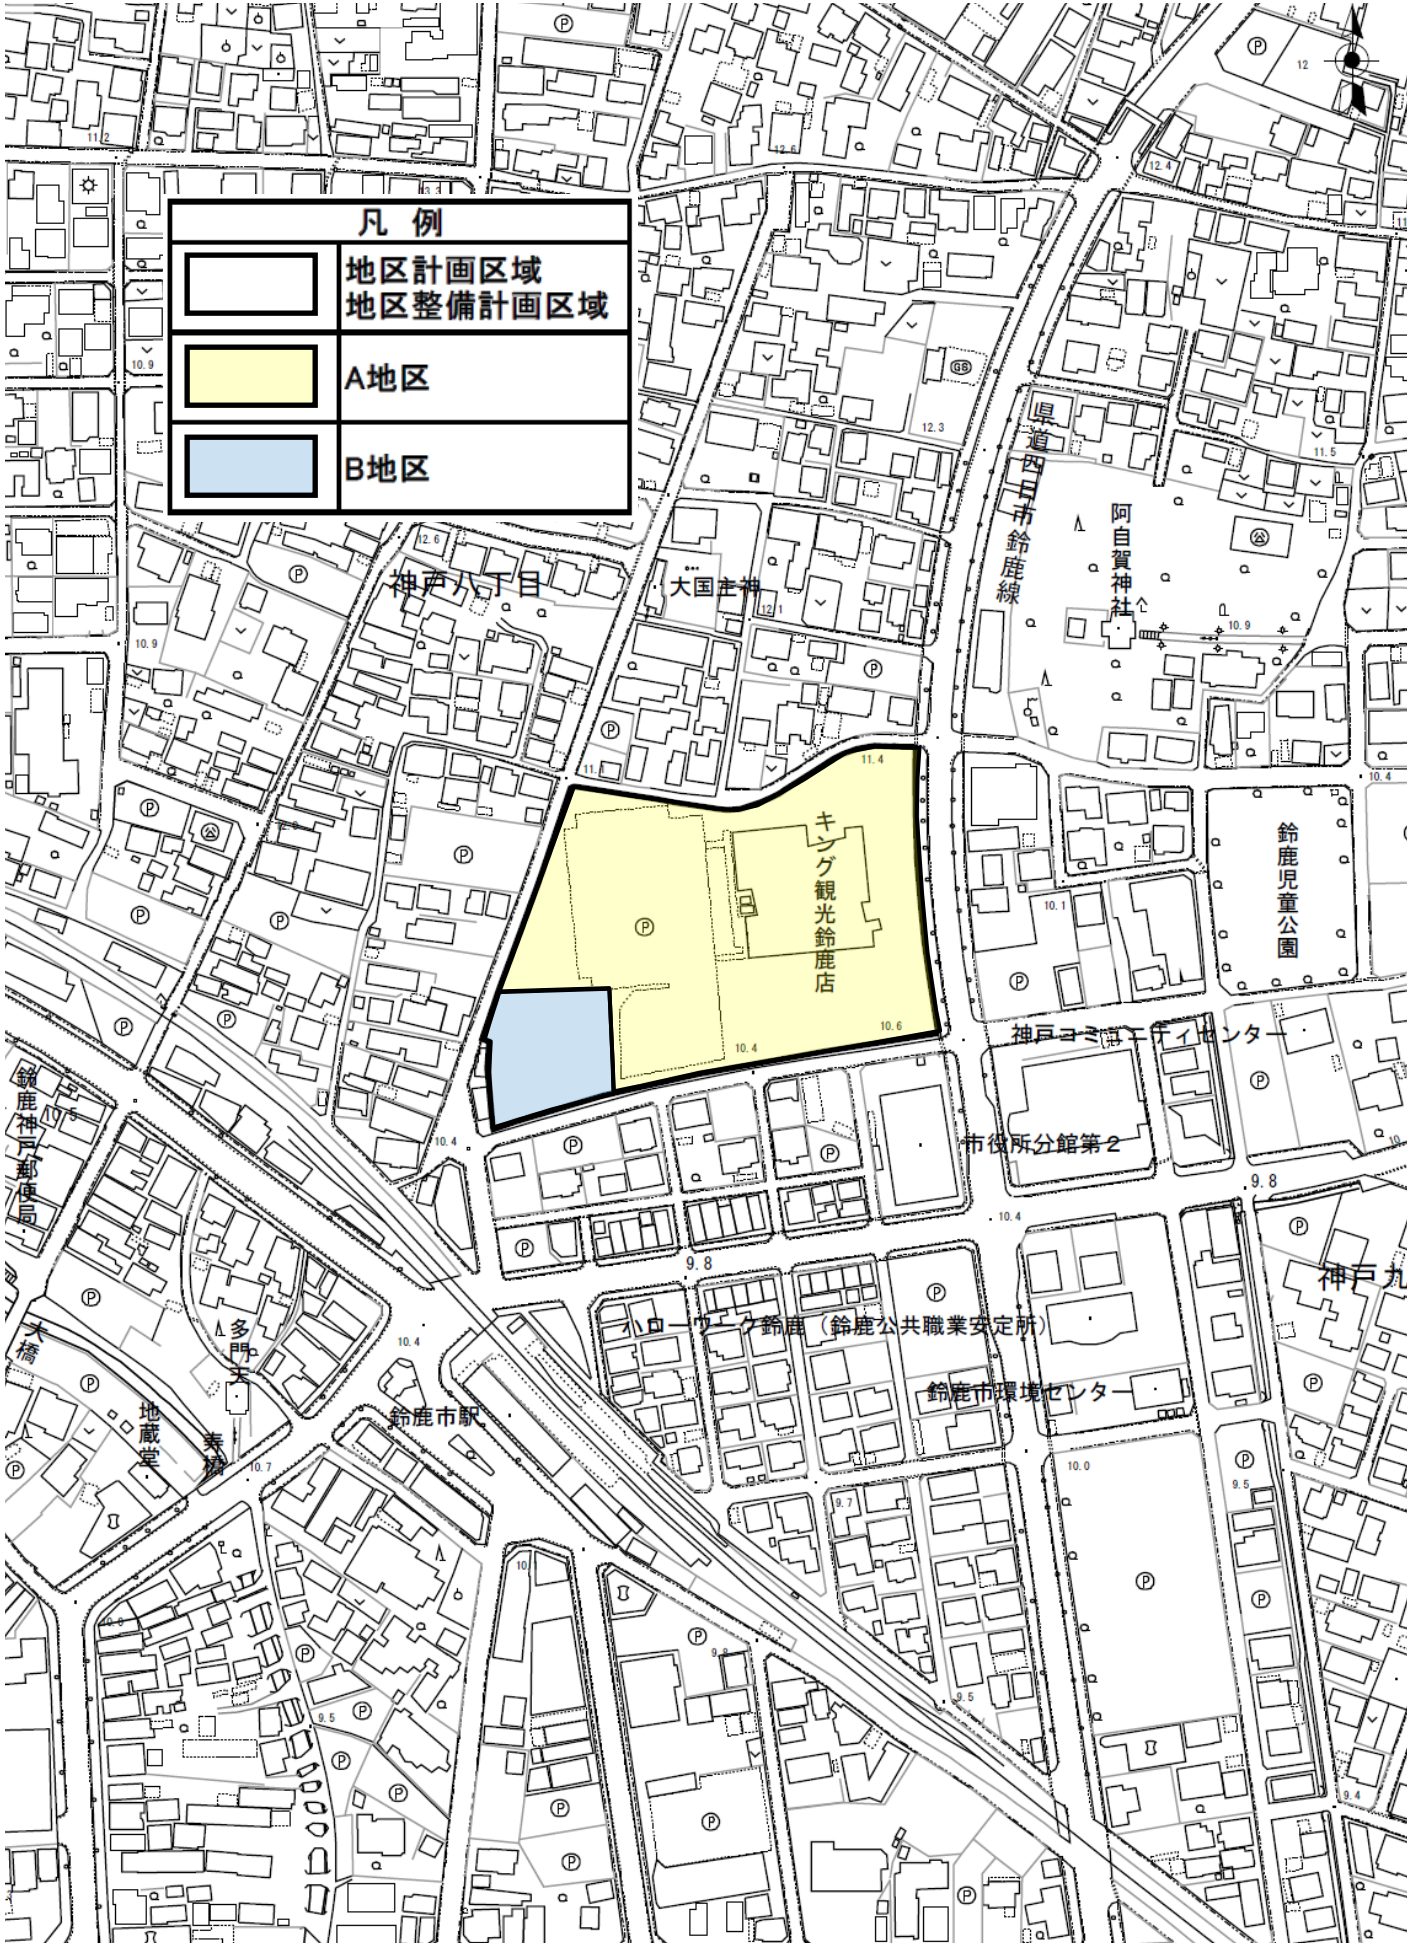 12
11.2
12.6
12.4
13.3
11
凡 例
地区計画区域
地区整備計画区域
A地区
B地区
10.9
GS
12.3
県道四日市鈴鹿線
11.5
阿自賀神社
公
12.6
神戸八丁目
大国主神
12.1
10.9
10.9
11.1
11.4
10.4
キング観光鈴鹿店
鈴鹿児童公園
公
P
10.1
10.6
10.4
神戸コミュニティセンター
鈴鹿神戸郵便局
10.5
10.4
市役所分館第2
9.8
10.4
9.8
神戸九
大橋
多門天
10.4
ハローワーク鈴鹿(鈴鹿公共職業安定所)
鈴鹿市環境センター
鈴鹿市駅
地蔵堂
寿橋
10.7
10.0
9.5
9.7
9.5
9.5
9.4